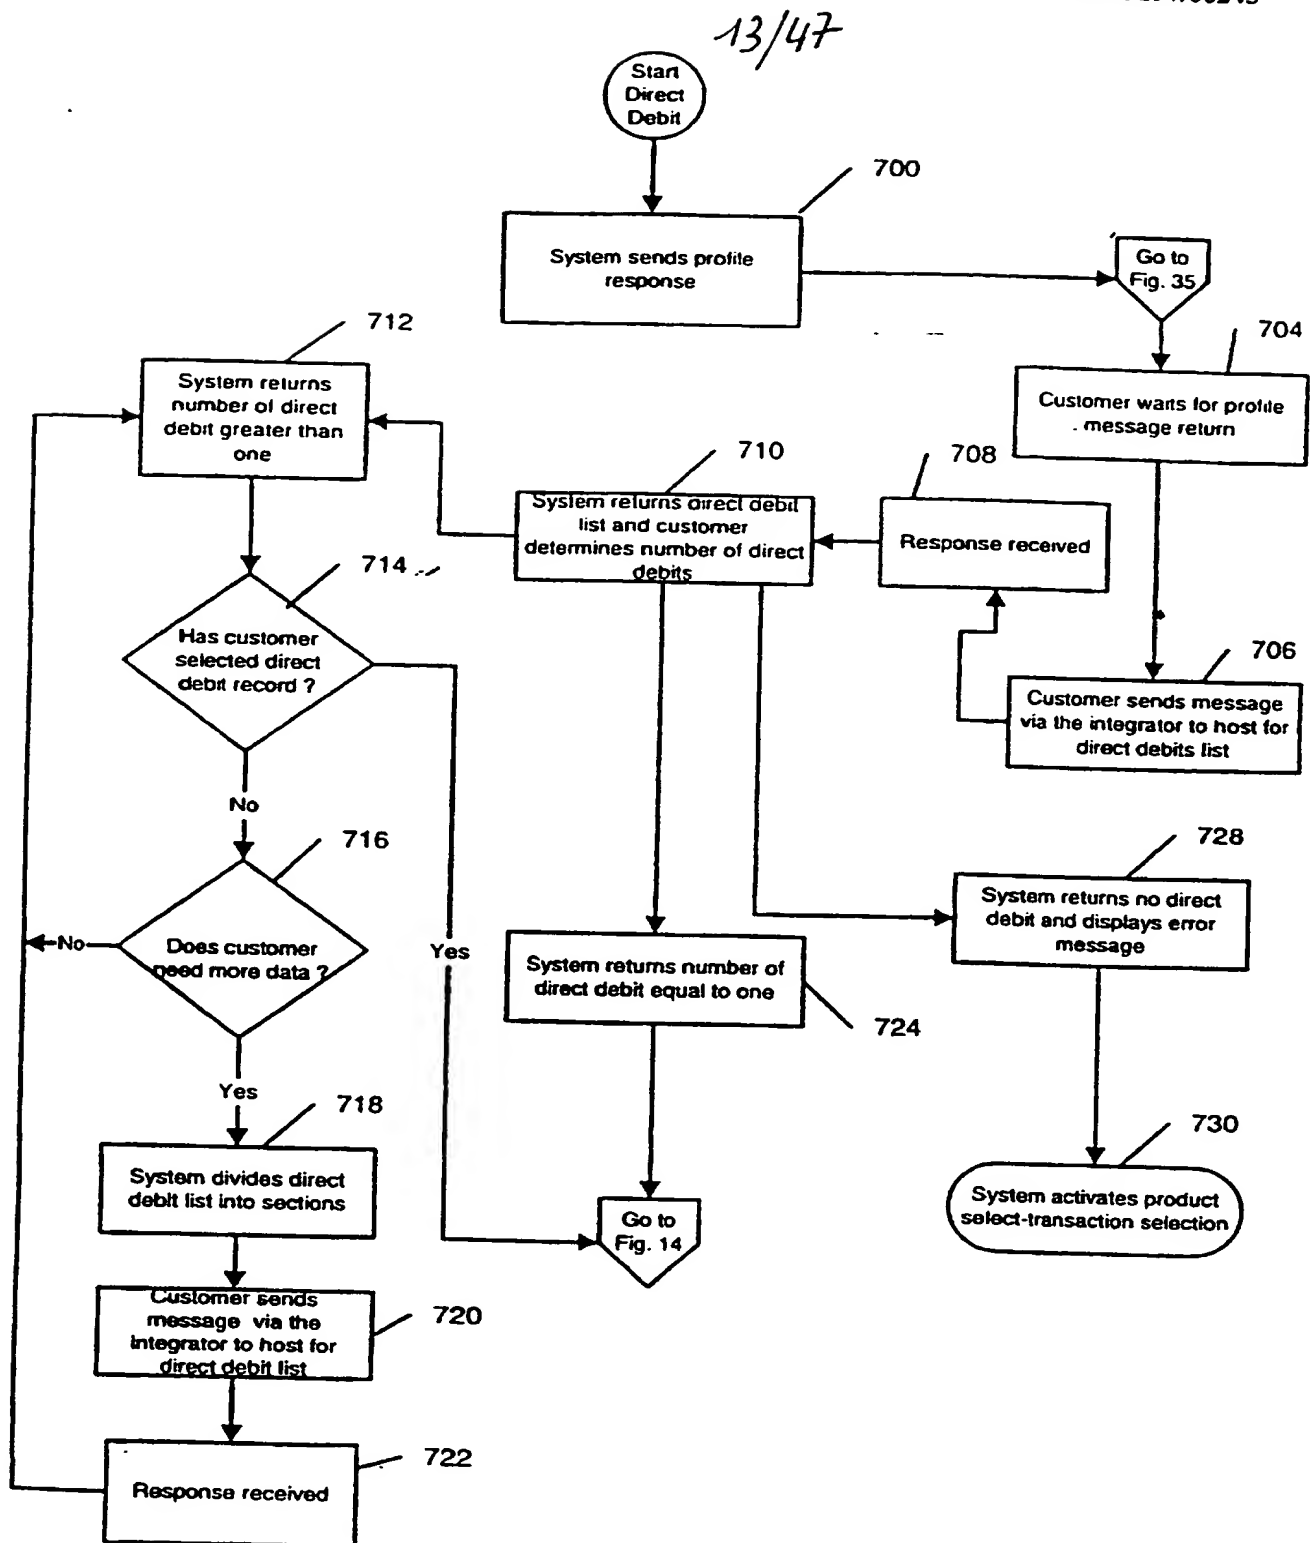 13/47
Start
Direct
Debit
700
System sends profile
response
Go to
Fig. 35
712
704
System returns
number of direct
debit greater than
one
Customer waits for profile
message return
710
708
System returns direct debit
list and customer
determines number of direct
debits
Response received
714
Has customer
selected direct
debit record ?
706
Customer sends message
via the integrator to host for
direct debits list
No
716
Does customer
need more data ?
No
Yes
728
System returns no direct
debit and displays error
message
System returns number of
direct debit equal to one
724
Yes
718
System divides direct
debit list into sections
730
System activates product
select-transaction selection
Go to
Fig. 14
Customer sends
message via the
integrator to host for
direct debit list
720
722
Response received